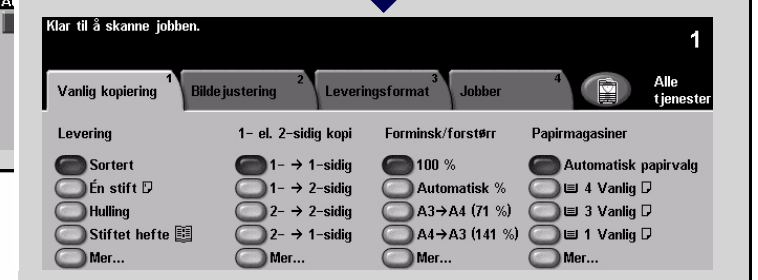 Klar til å skanne jobben.
1
Vanlig kopiering 1
Bildejustering 2
Leveringsformat 3
Jobber 4
Alle tjenester
Levering
Sortert
Én stift
Hulling
Stiftet hefte
Mer...
1- el. 2-sidig kopi
1- → 1-sidig
1- → 2-sidig
2- → 2-sidig
2- → 1-sidig
Mer...
Forminsk/forstørr
100 %
Automatisk %
A3→A4 (71 %)
A4→A3 (141 %)
Mer...
Papirmagasiner
Automatisk papirvalg
4 Vanlig
3 Vanlig
1 Vanlig
Mer...